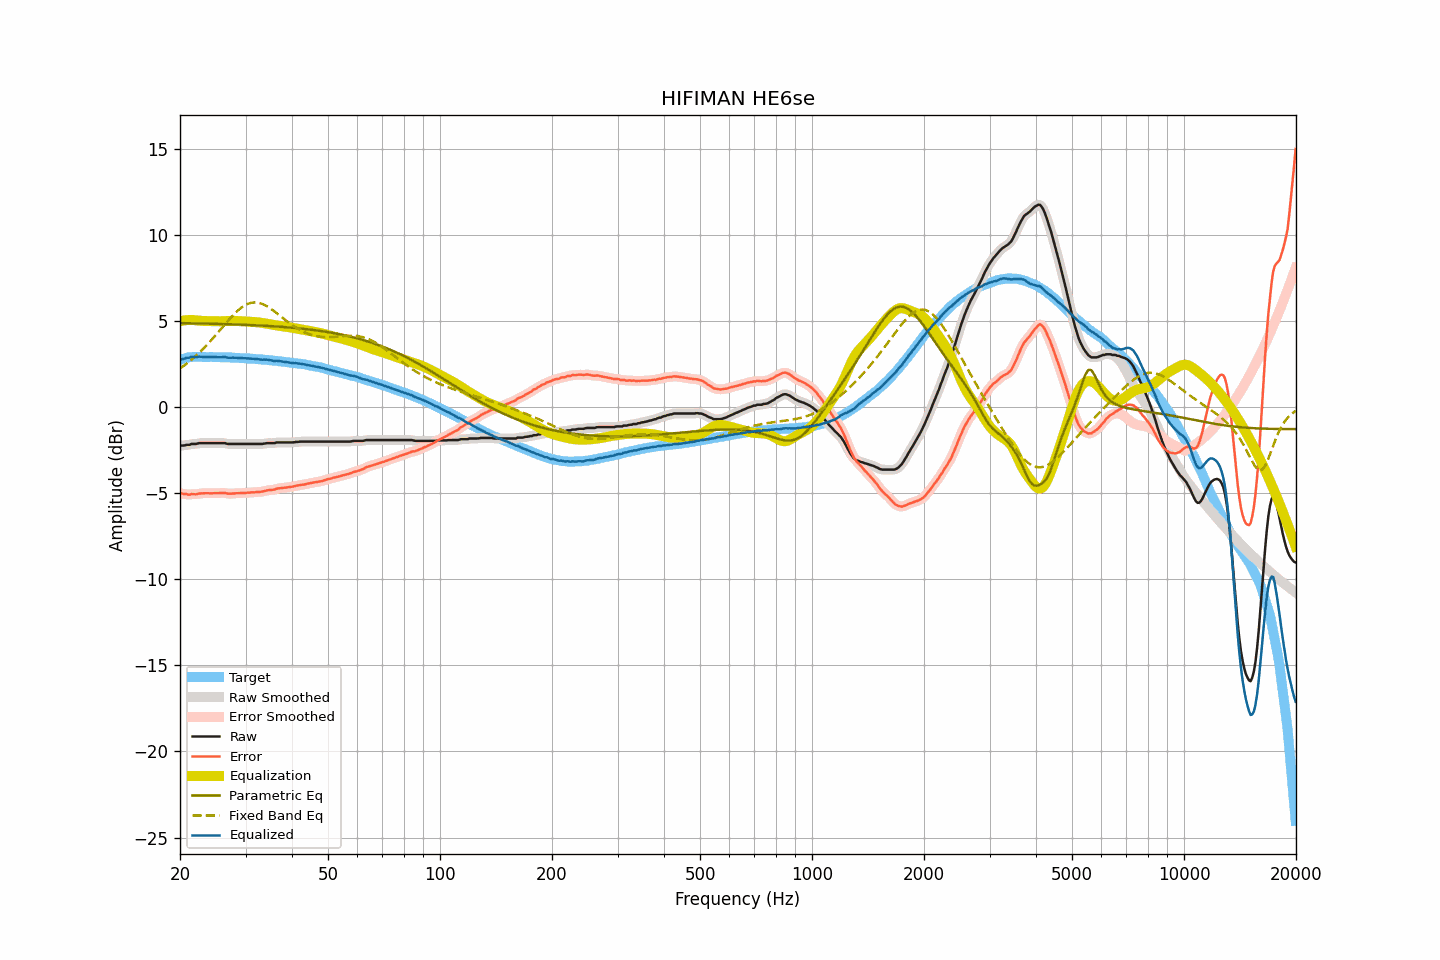 HIFIMAN HE6se
15
10
5
0
−5
−10
−15
−20
−25
Amplitude (dBr)
Target
Raw Smoothed
Error Smoothed
Raw
Error
Equalization
Parametric Eq
Fixed Band Eq
Equalized
20 50 100 200 500 1000 2000 5000 10000 20000
Frequency (Hz)